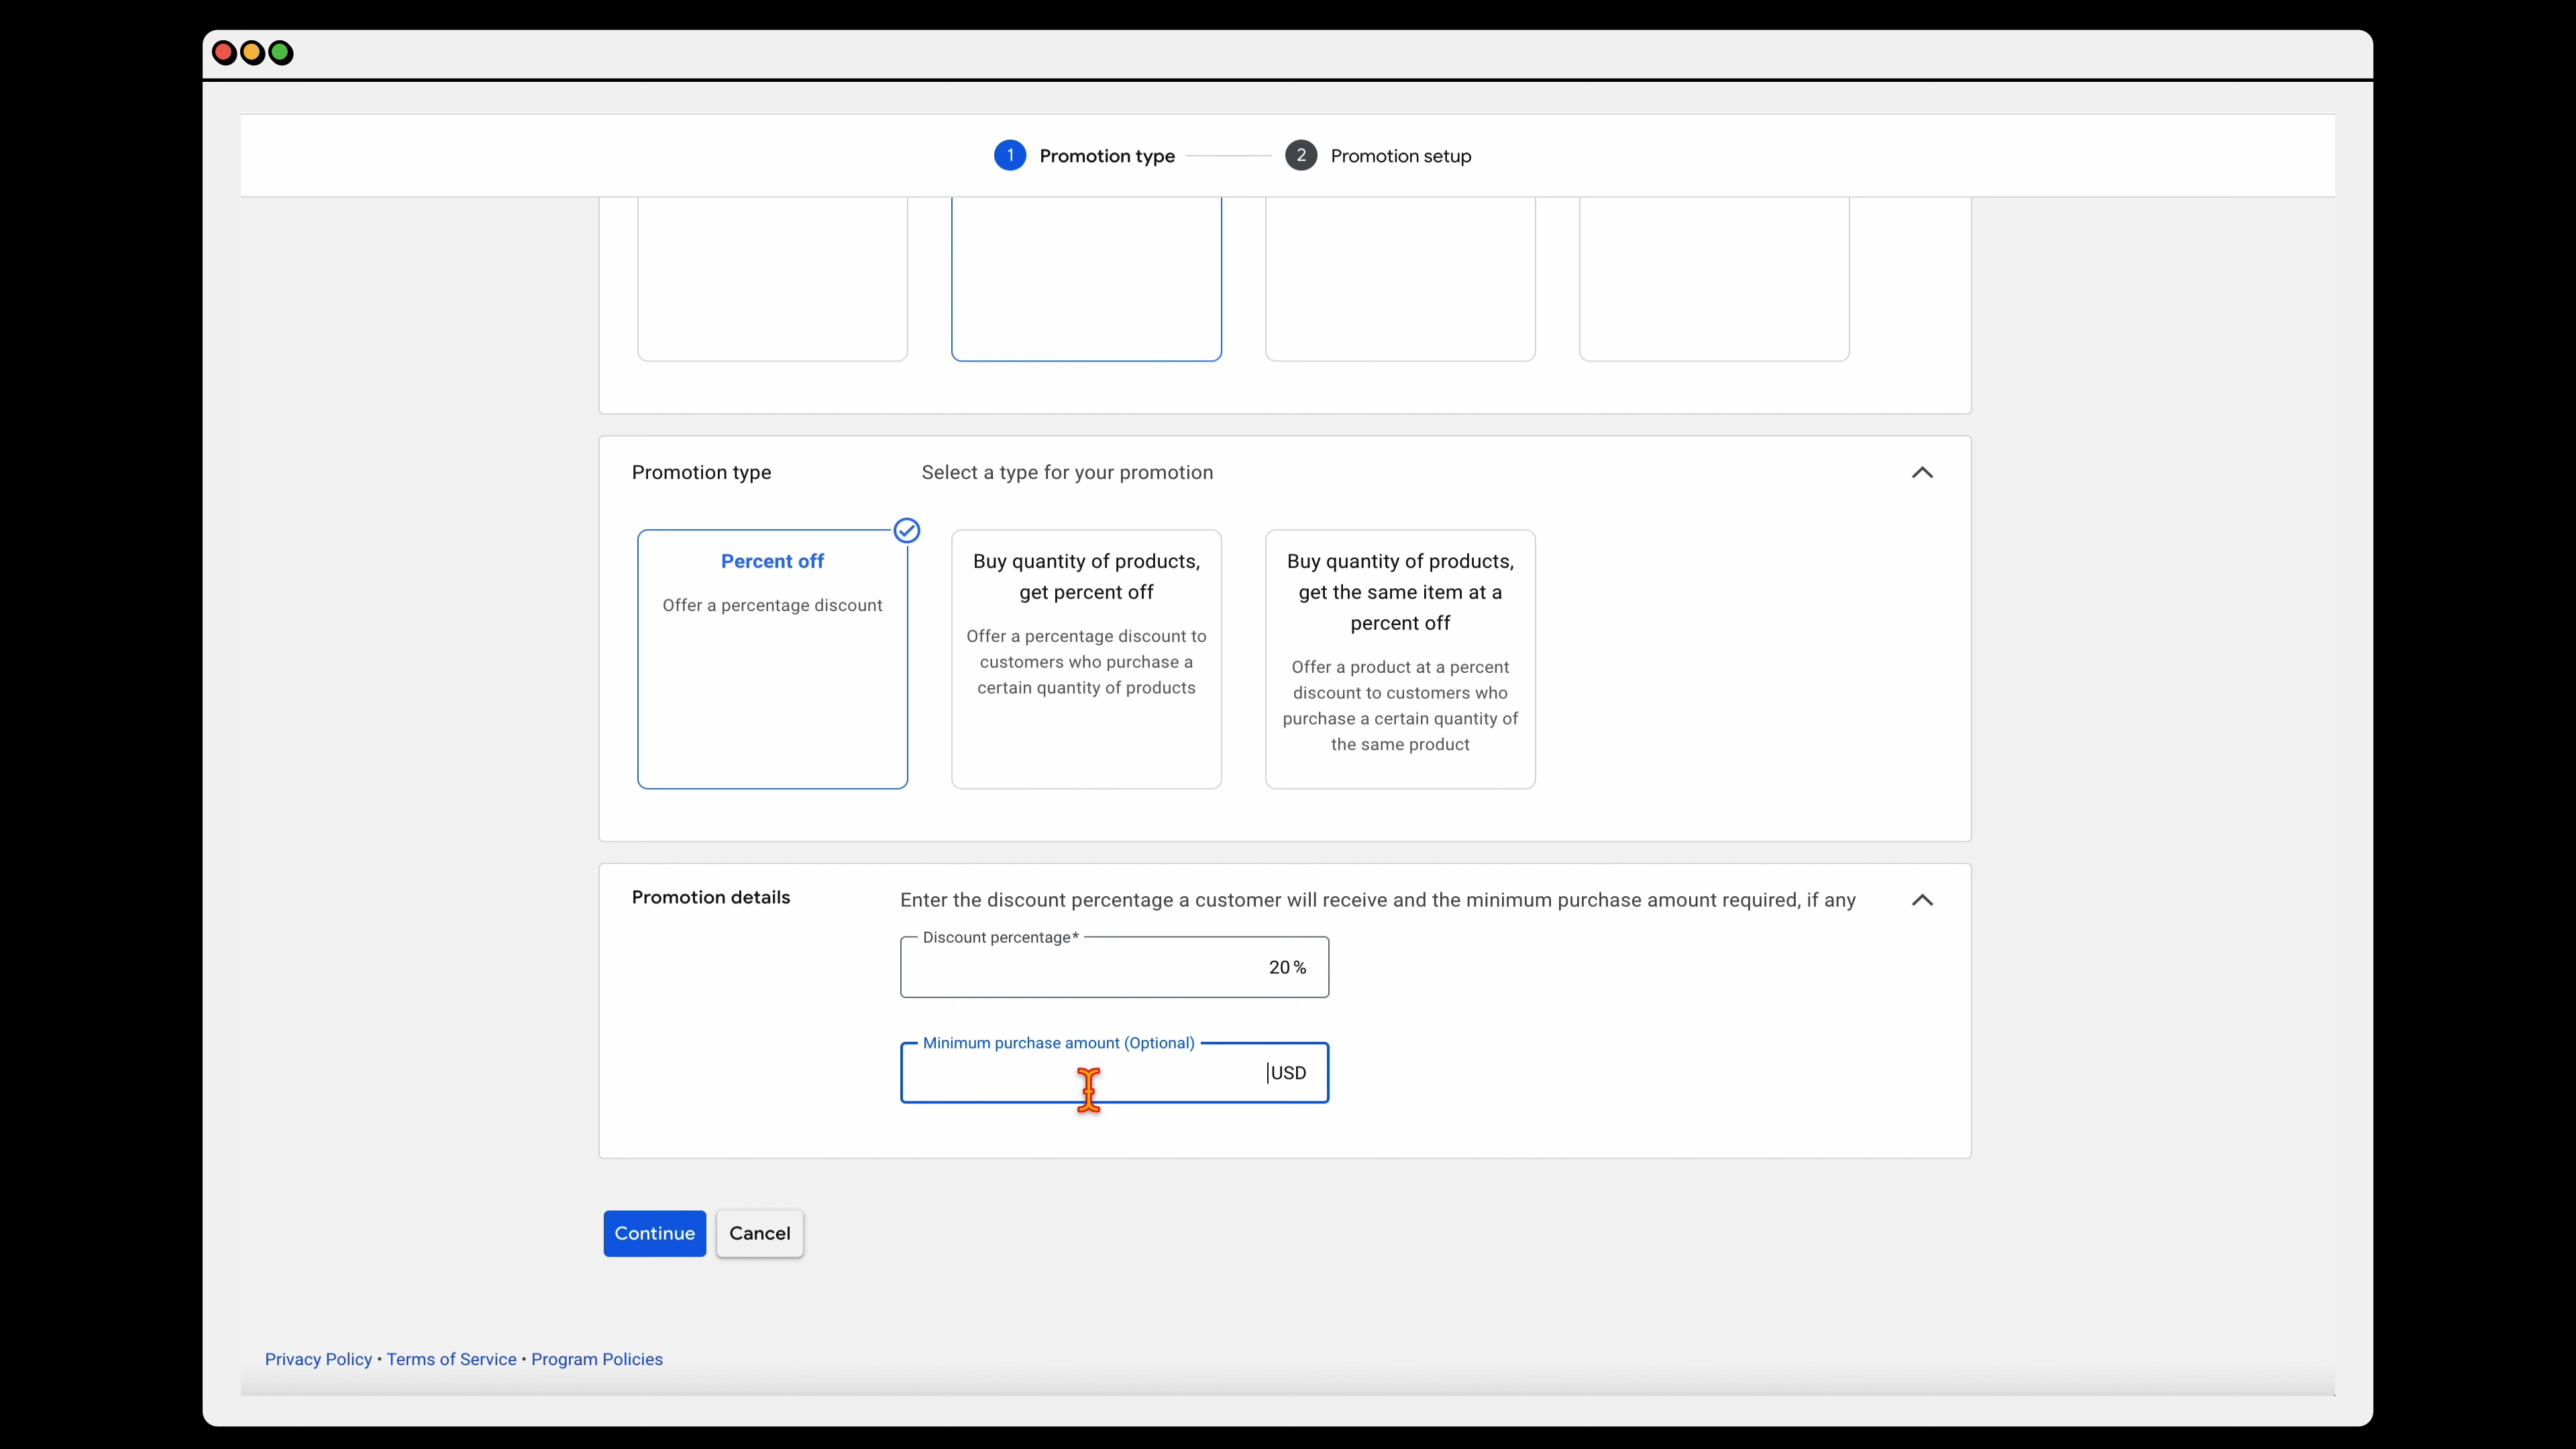 1 Promotion type 2 Promotion setup
Promotion type Select a type for your promotion
Percent off
Offer a percentage discount
Buy quantity of products,
get percent off
Offer a percentage discount to
customers who purchase a
certain quantity of products
Buy quantity of products,
get the same item at a
percent off
Offer a product at a percent
discount to customers who
purchase a certain quantity of
the same product
Promotion details Enter the discount percentage a customer will receive and the minimum purchase amount required, if any
Discount percentage*
20 %
Minimum purchase amount (Optional)
USD
Continue Cancel
Privacy Policy • Terms of Service • Program Policies